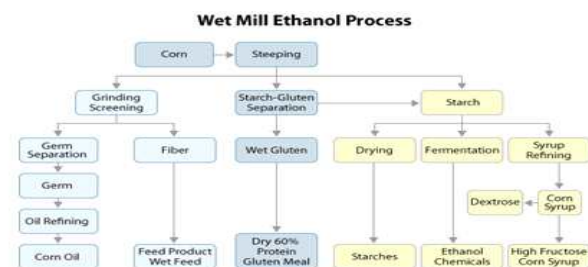 Wet Mill Ethanol Process
Corn
Steeping
Grinding
Screening
Starch-Gluten
Separation
Starch
Germ
Separation
Fiber
Wet Gluten
Drying
Fermentation
Syrup
Refining
Germ
Dextrose
Corn
Syrup
Oil Refining
Corn Oil
Feed Product
Wet Feed
Dry 60%
Protein
Gluten Meal
Starches
Ethanol
Chemicals
High Fructose
Corn Syrup